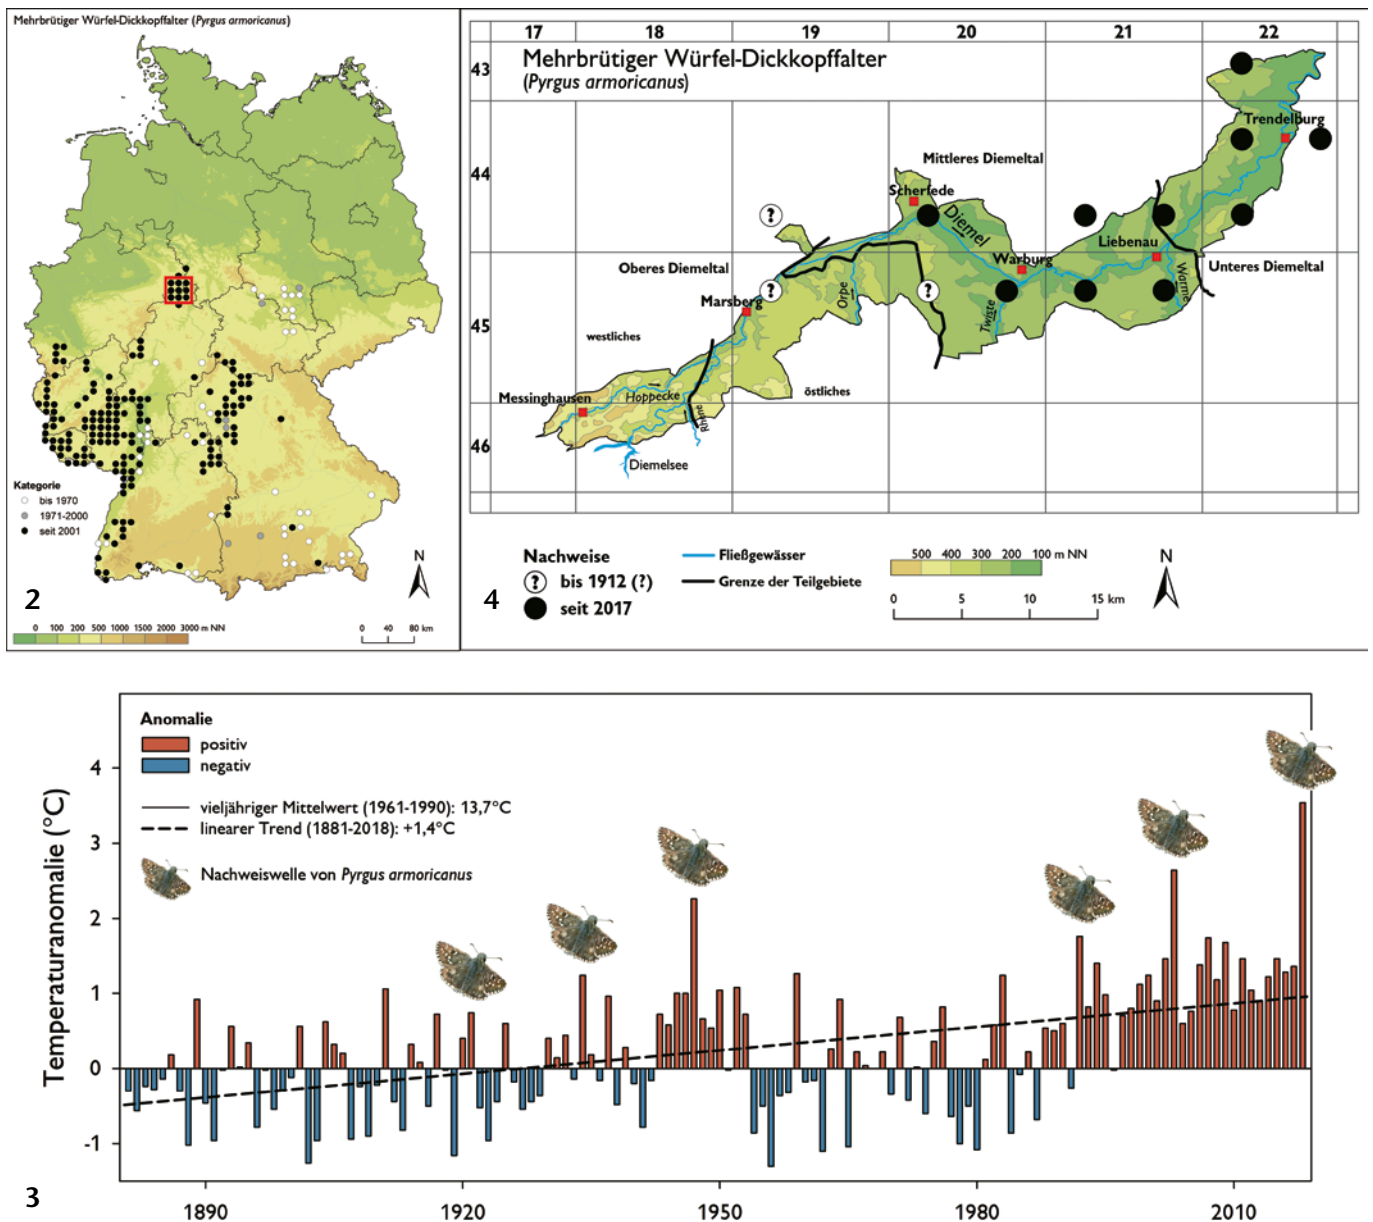 Mehrbrütiger Würfel-Dickkopffalter (Pyrgus armoricanus)
Kategorie
bis 1970
1971-2000
seit 2001
N
2
0 100 200 500 1000 1500 2000 3000 m NN
0 40 80 km
17 18 19 20 21 22
43
44
45
46
Mehrbrütiger Würfel-Dickkopffalter
(Pyrgus armoricanus)
Trendelburg
Mittleres Diemeltal
Scherfede
?
Diemel
Liebenau
Oberes Diemeltal
Warburg
Unteres Diemeltal
?
?
Orpe
Warme
Marsberg
Twiste
westliches
östliches
Messinghausen
Hoppecke
Rhene
Diemelsee
Nachweise
? bis 1912 (?)
seit 2017
Fließgewässer
Grenze der Teilgebiete
500 400 300 200 100 m NN
0 5 10 15 km
N
4
Anomalie
positiv
negativ
vieljähriger Mittelwert (1961-1990): 13,7°C
linearer Trend (1881-2018): +1,4°C
Nachweiswelle von Pyrgus armoricanus
Temperaturanomalie (°C)
4
3
2
1
0
-1
1890 1920 1950 1980 2010
3